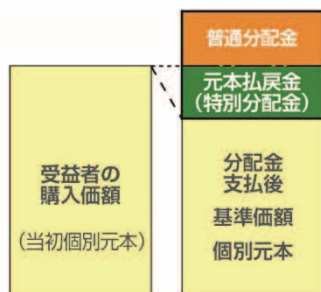 普通分配金
元本払戻金
（特別分配金）
受益者の
購入価額
（当初個別元本）
分配金
支払後
基準価額
個別元本